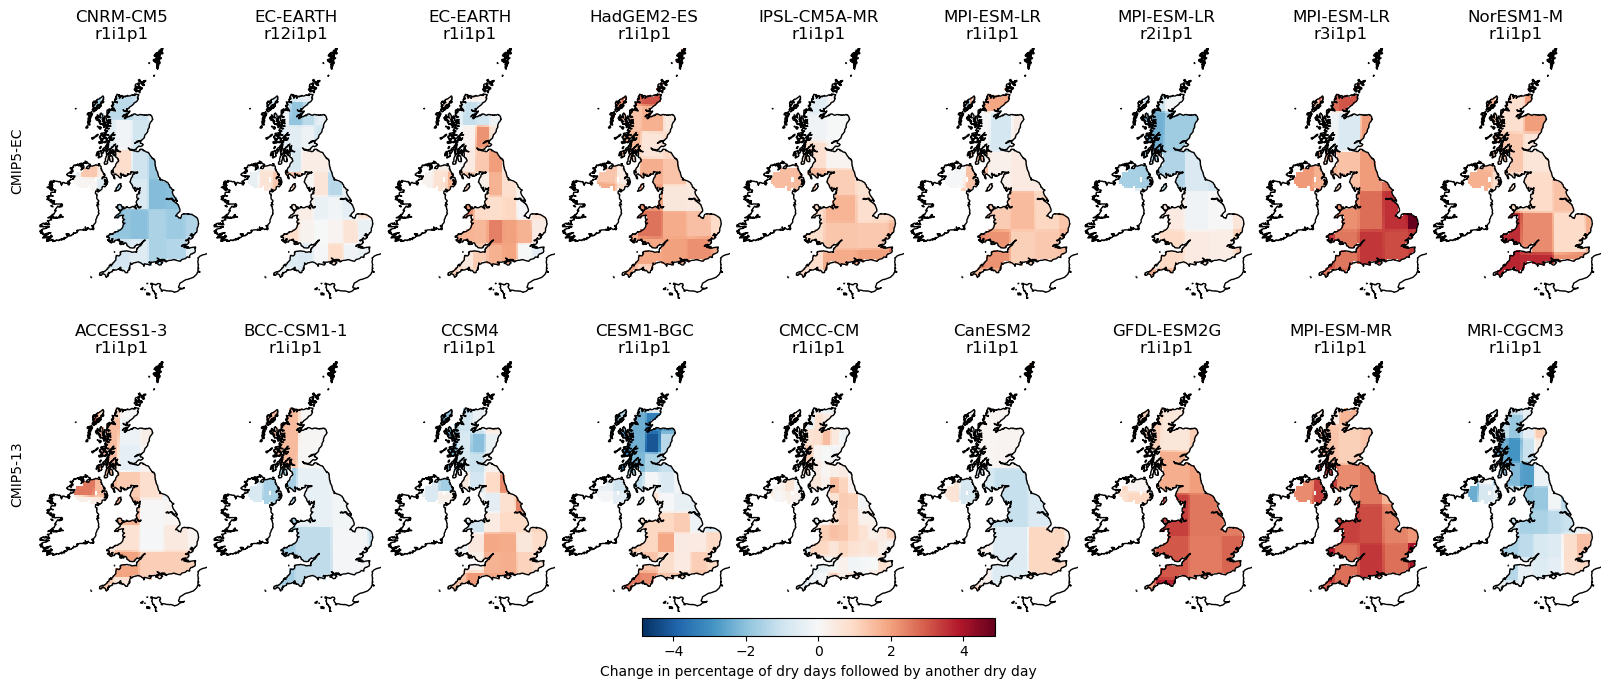 CNRM-CM5
r1i1p1
EC-EARTH
r12i1p1
EC-EARTH
r1i1p1
HadGEM2-ES
r1i1p1
IPSL-CM5A-MR
r1i1p1
MPI-ESM-LR
r1i1p1
MPI-ESM-LR
r2i1p1
MPI-ESM-LR
r3i1p1
NorESM1-M
r1i1p1
CMIP5-EC
ACCESS1-3
r1i1p1
BCC-CSM1-1
r1i1p1
CCSM4
r1i1p1
CESM1-BGC
r1i1p1
CMCC-CM
r1i1p1
CanESM2
r1i1p1
GFDL-ESM2G
r1i1p1
MPI-ESM-MR
r1i1p1
MRI-CGCM3
r1i1p1
CMIP5-13
−4 −2 0 2 4
Change in percentage of dry days followed by another dry day